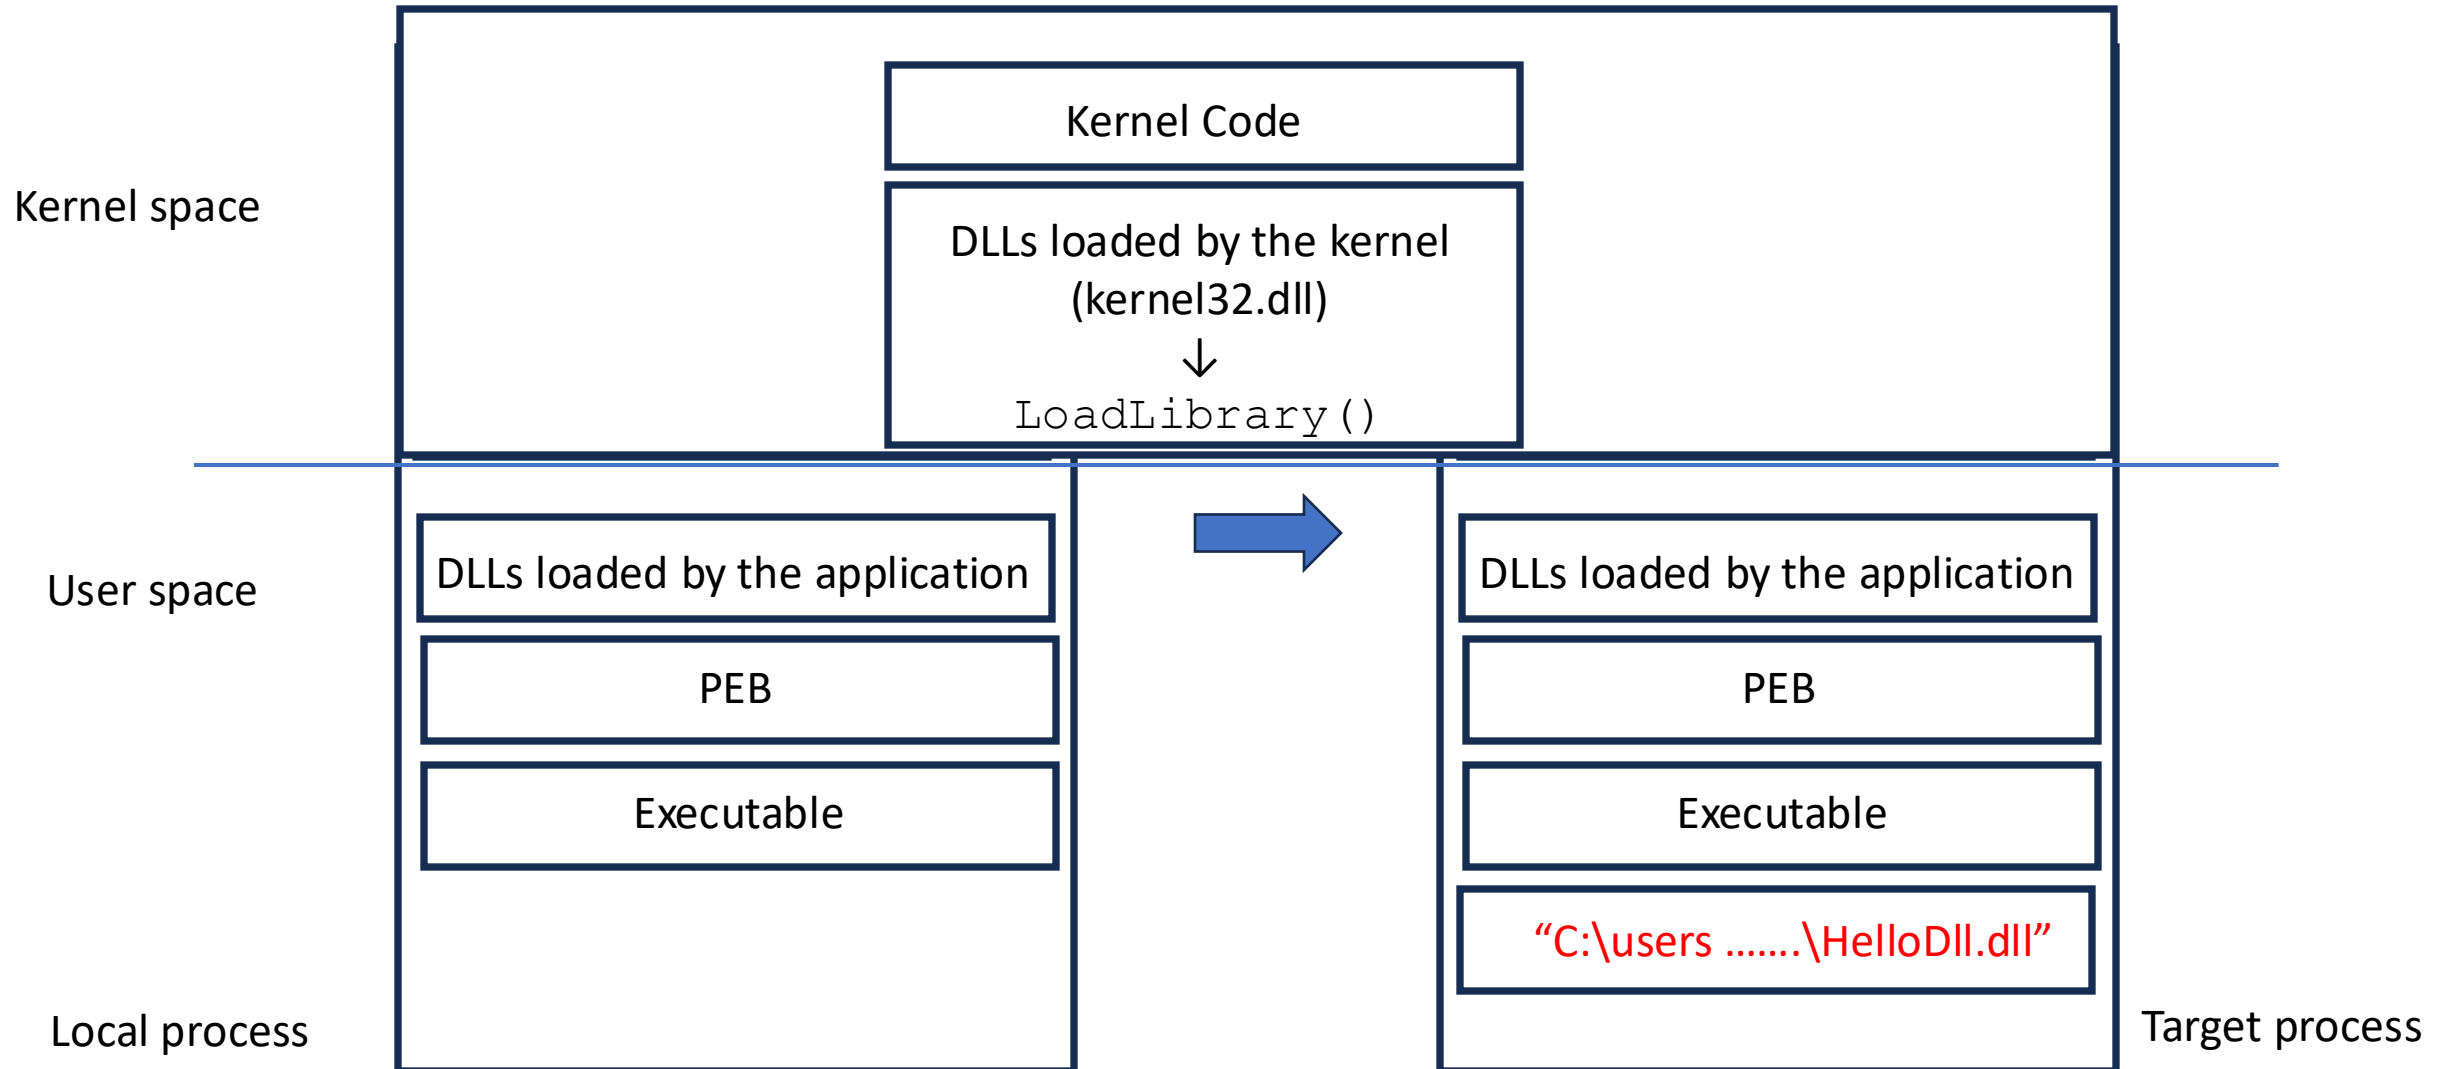 Kernel Code
Kernel space
DLLs loaded by the kernel
(kernel32.dll)
↓
LoadLibrary()
User space
DLLs loaded by the application
PEB
Executable
DLLs loaded by the application
PEB
Executable
“C:\users .......\HelloDll.dll”
Local process
Target process